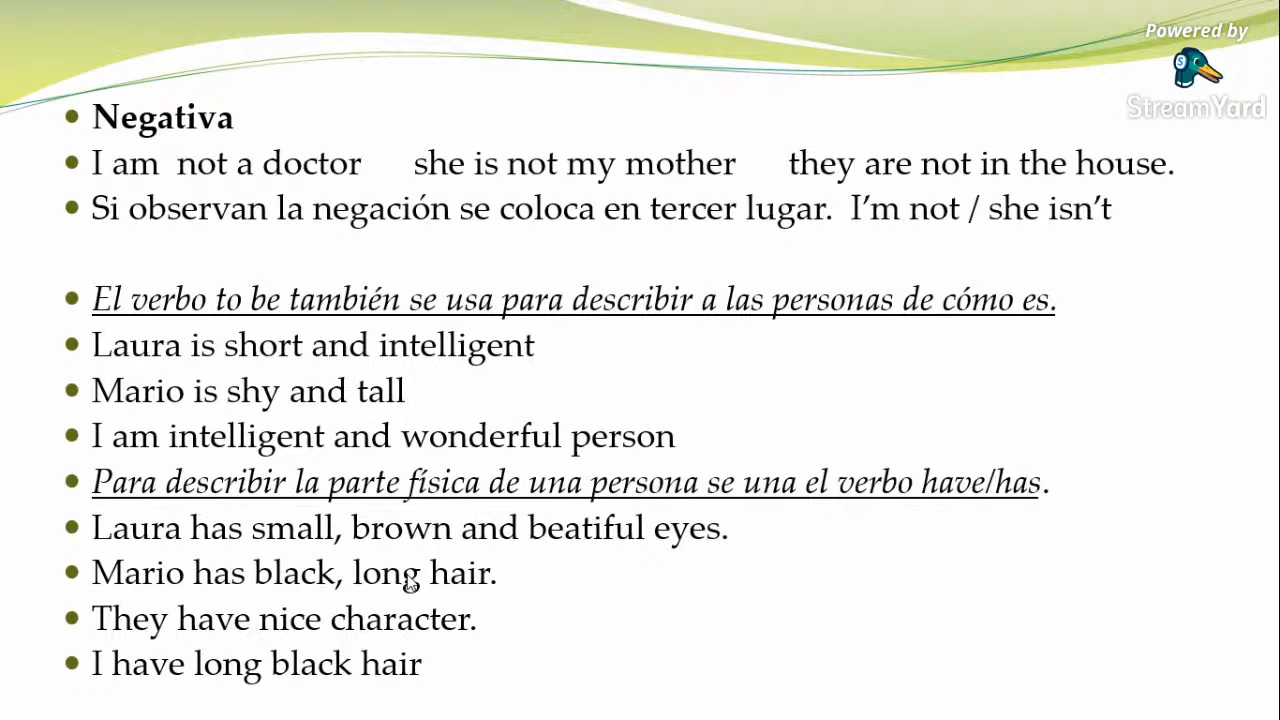 Powered by
StreamYard
• Negativa
• I am  not a doctor     she is not my mother     they are not in the house.
• Si observan la negación se coloca en tercer lugar.  I'm not / she isn't
• El verbo to be también se usa para describir a las personas de cómo es.
• Laura is short and intelligent
• Mario is shy and tall
• I am intelligent and wonderful person
• Para describir la parte física de una persona se una el verbo have/has.
• Laura has small, brown and beatiful eyes.
• Mario has black, long hair.
• They have nice character.
• I have long black hair